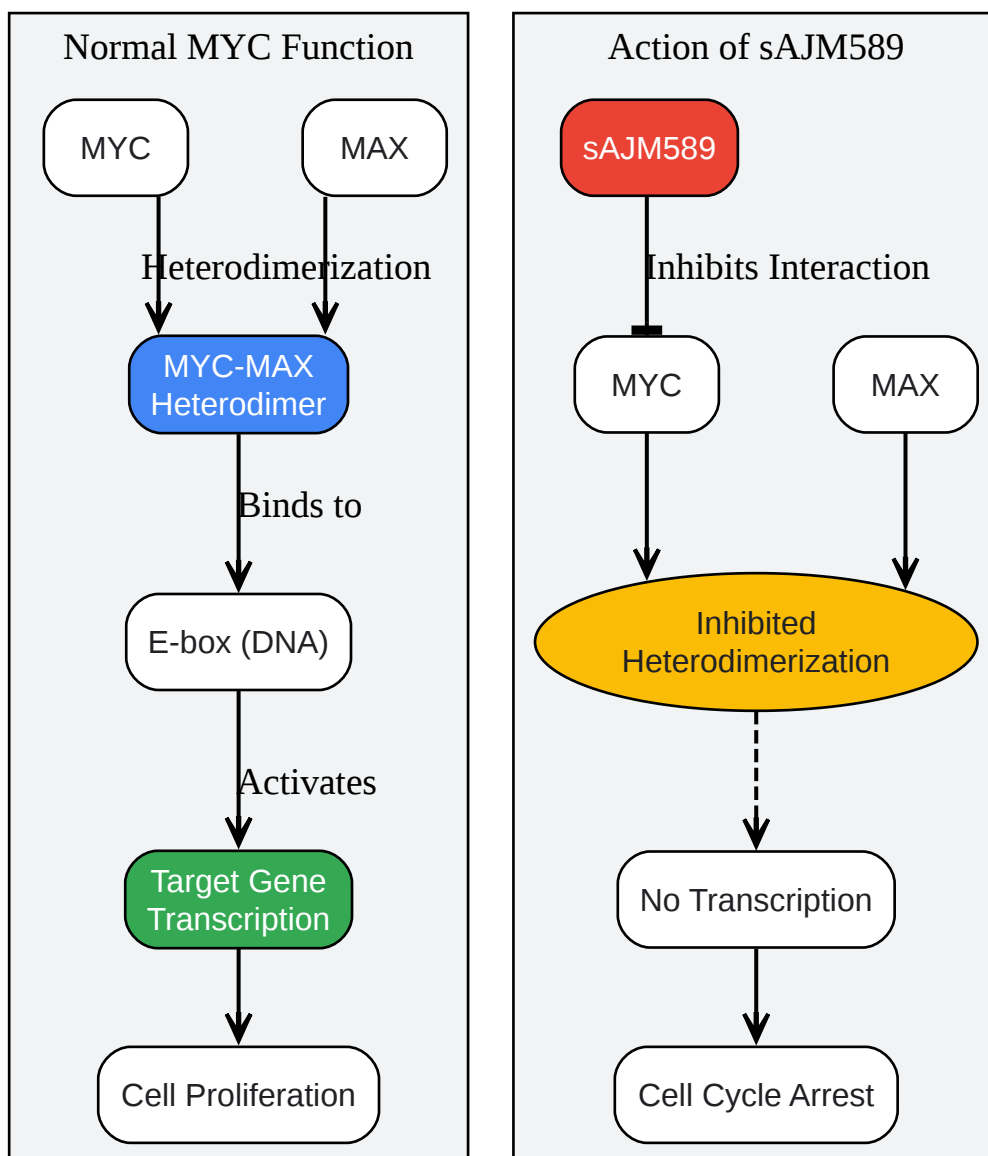 Normal MYC Function
MYC
MAX
Heterodimerization
MYC-MAX
Heterodimer
Binds to
E-box (DNA)
Activates
Target Gene
Transcription
Cell Proliferation
Action of sAJM589
sAJM589
Inhibits Interaction
MYC
MAX
Inhibited
Heterodimerization
No Transcription
Cell Cycle Arrest